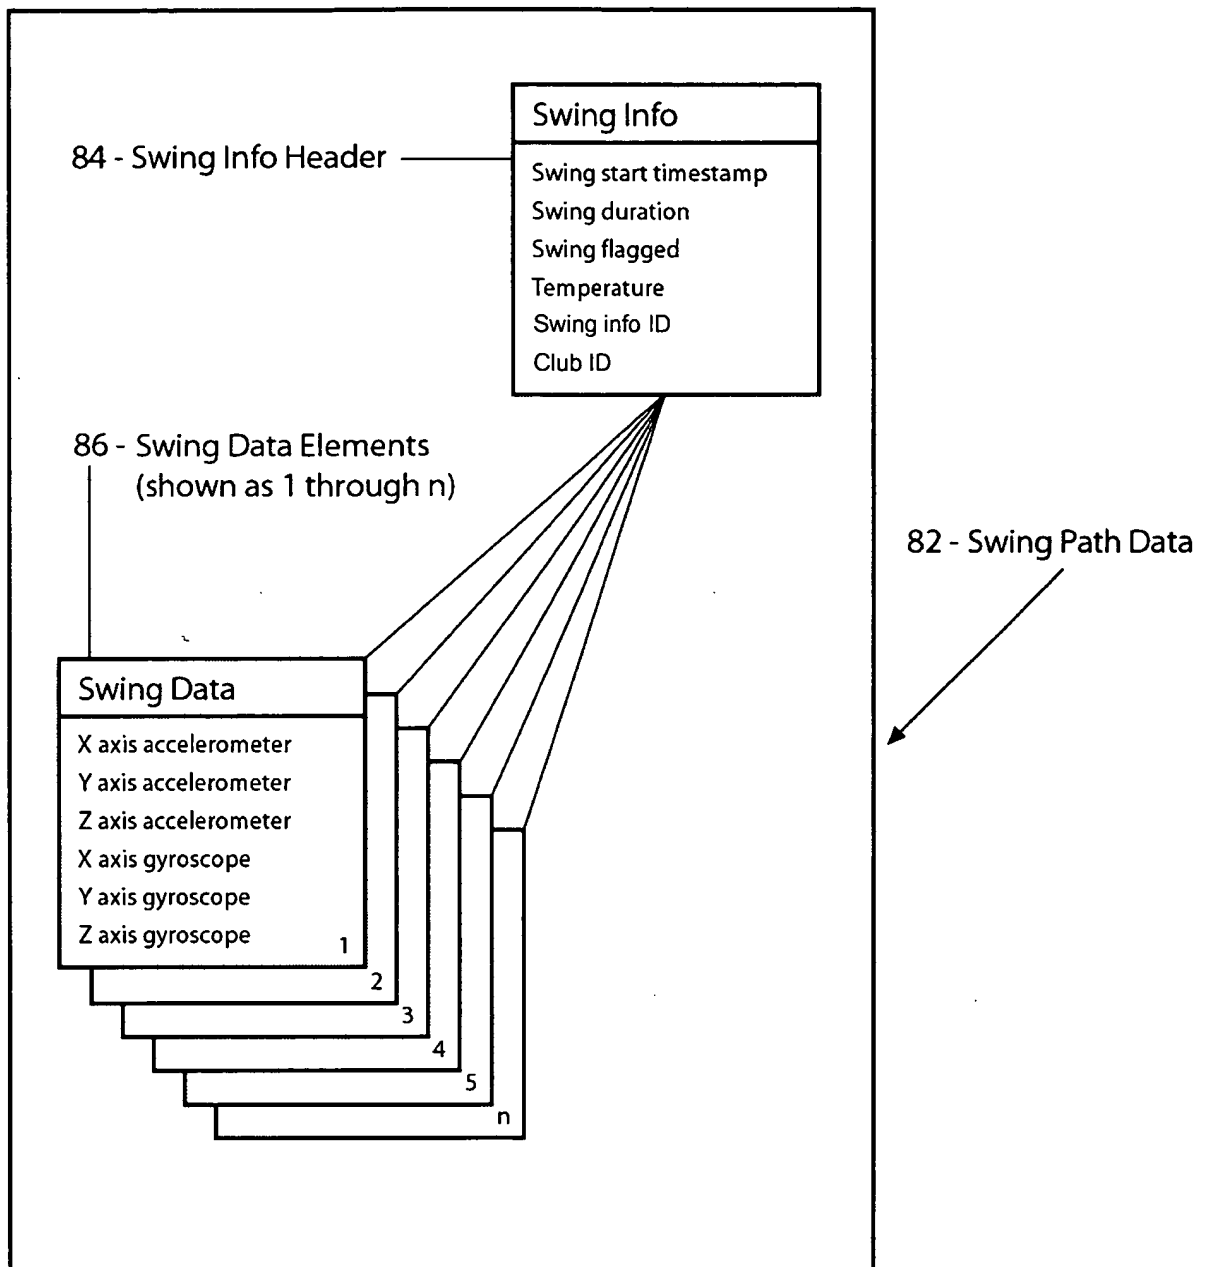 Swing Info
84 - Swing Info Header
Swing start timestamp
Swing duration
Swing flagged
Temperature
Swing info ID
Club ID
86 - Swing Data Elements
(shown as 1 through n)
82 - Swing Path Data
Swing Data
X axis accelerometer
Y axis accelerometer
Z axis accelerometer
X axis gyroscope
Y axis gyroscope
Z axis gyroscope
1
2
3
4
5
n